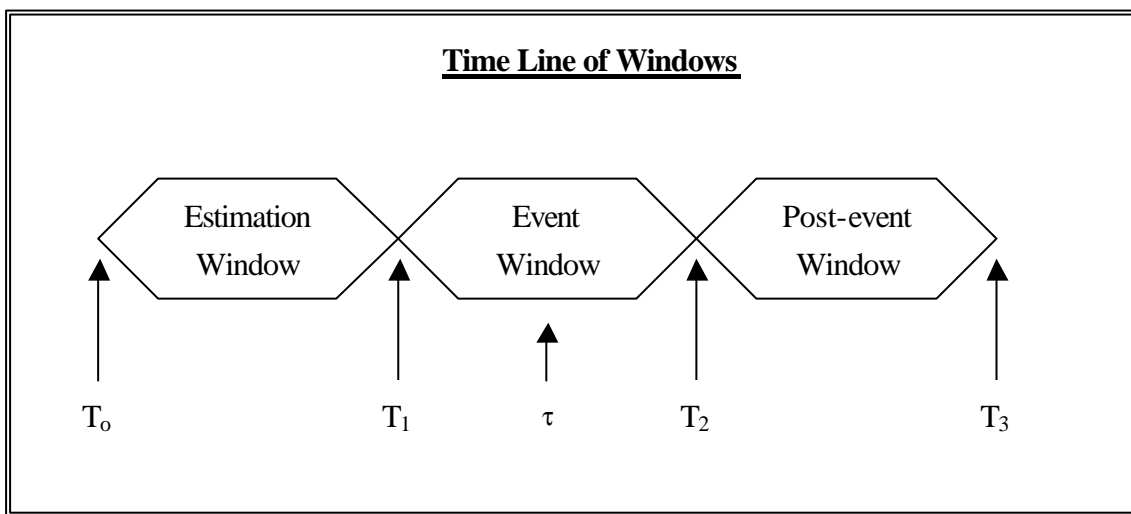 Time Line of Windows
Estimation
Window
Event
Window
Post-event
Window
Tₒ T₁ τ T₂ T₃